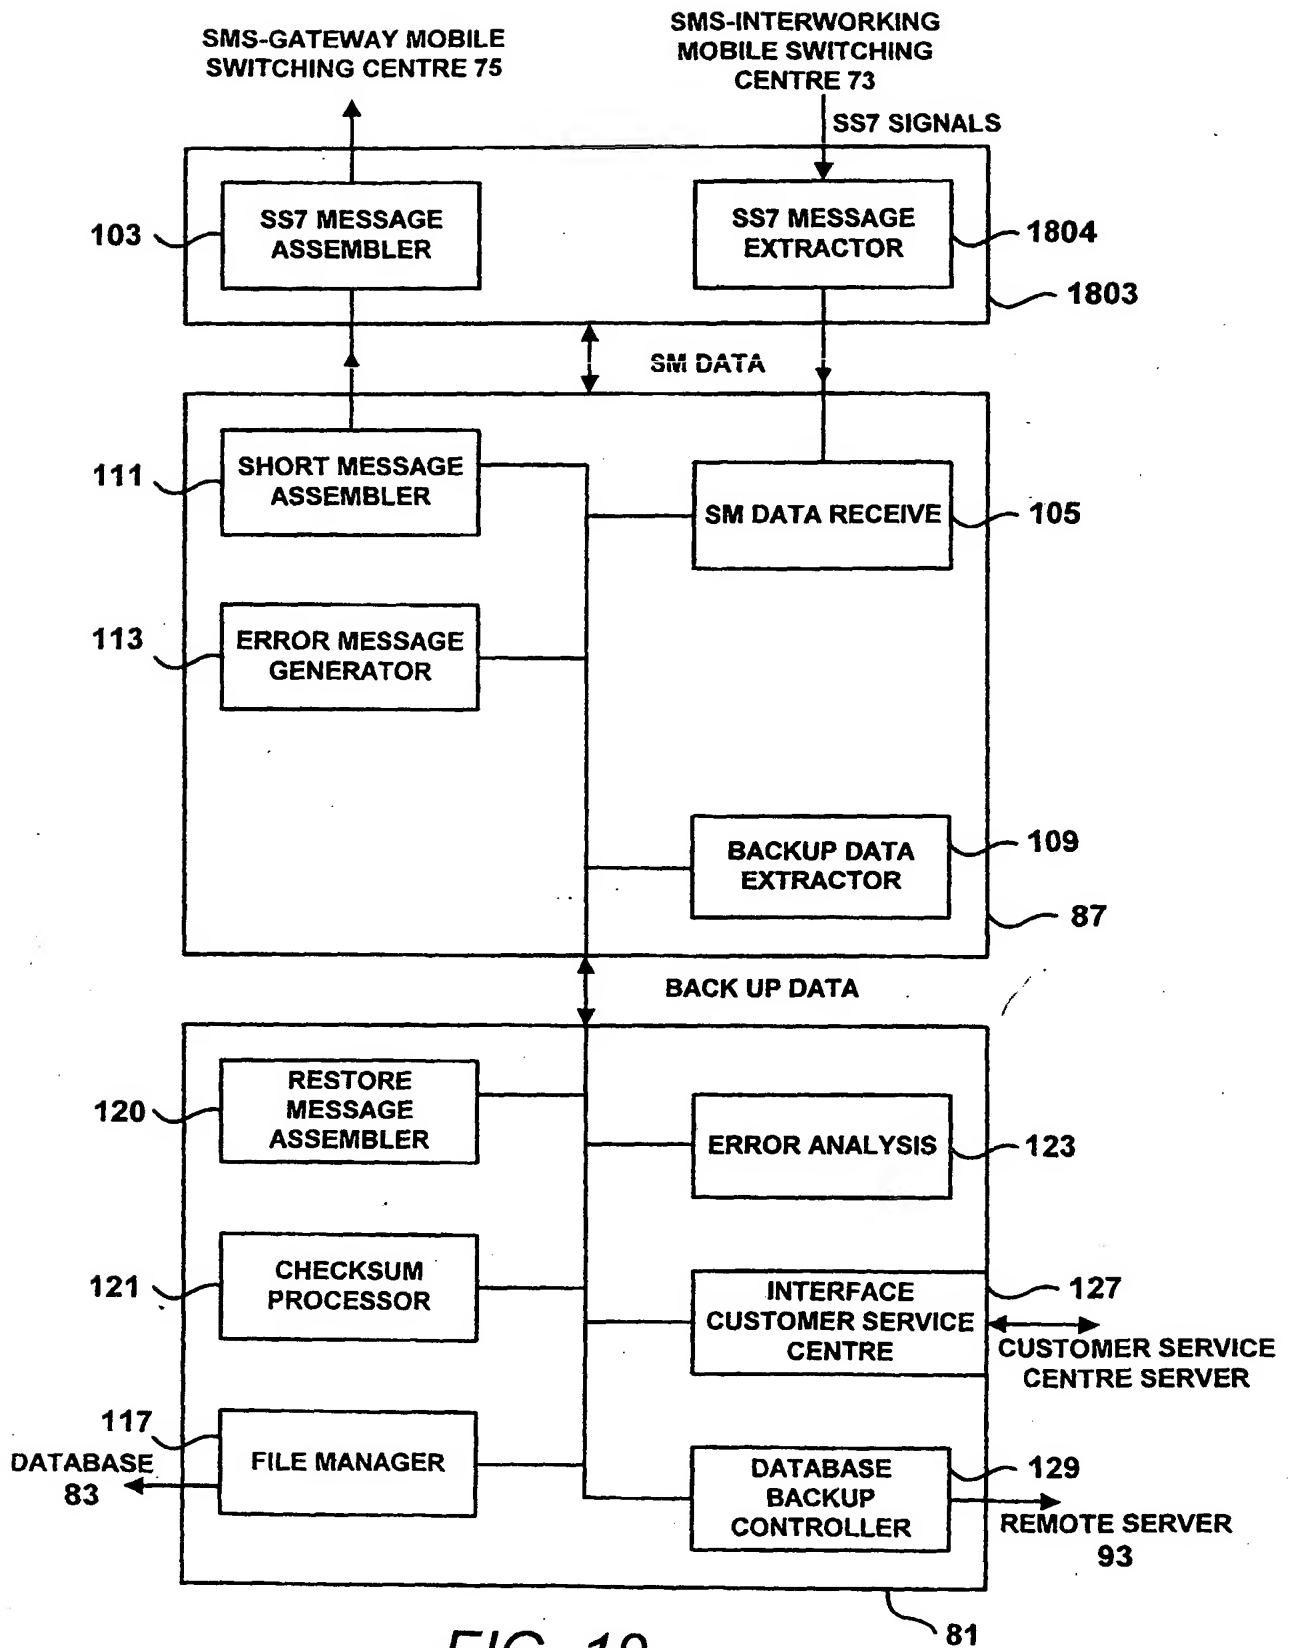 SMS-GATEWAY MOBILE
SWITCHING CENTRE 75
SMS-INTERWORKING
MOBILE SWITCHING
CENTRE 73
SS7 SIGNALS
103
SS7 MESSAGE
ASSEMBLER
SS7 MESSAGE
EXTRACTOR
1804
1803
SM DATA
111
SHORT MESSAGE
ASSEMBLER
SM DATA RECEIVE
105
113
ERROR MESSAGE
GENERATOR
BACKUP DATA
EXTRACTOR
109
87
BACK UP DATA
120
RESTORE
MESSAGE
ASSEMBLER
ERROR ANALYSIS
123
121
CHECKSUM
PROCESSOR
INTERFACE
CUSTOMER SERVICE
CENTRE
127
CUSTOMER SERVICE
CENTRE SERVER
117
FILE MANAGER
DATABASE
83
DATABASE
BACKUP
CONTROLLER
129
REMOTE SERVER
93
81